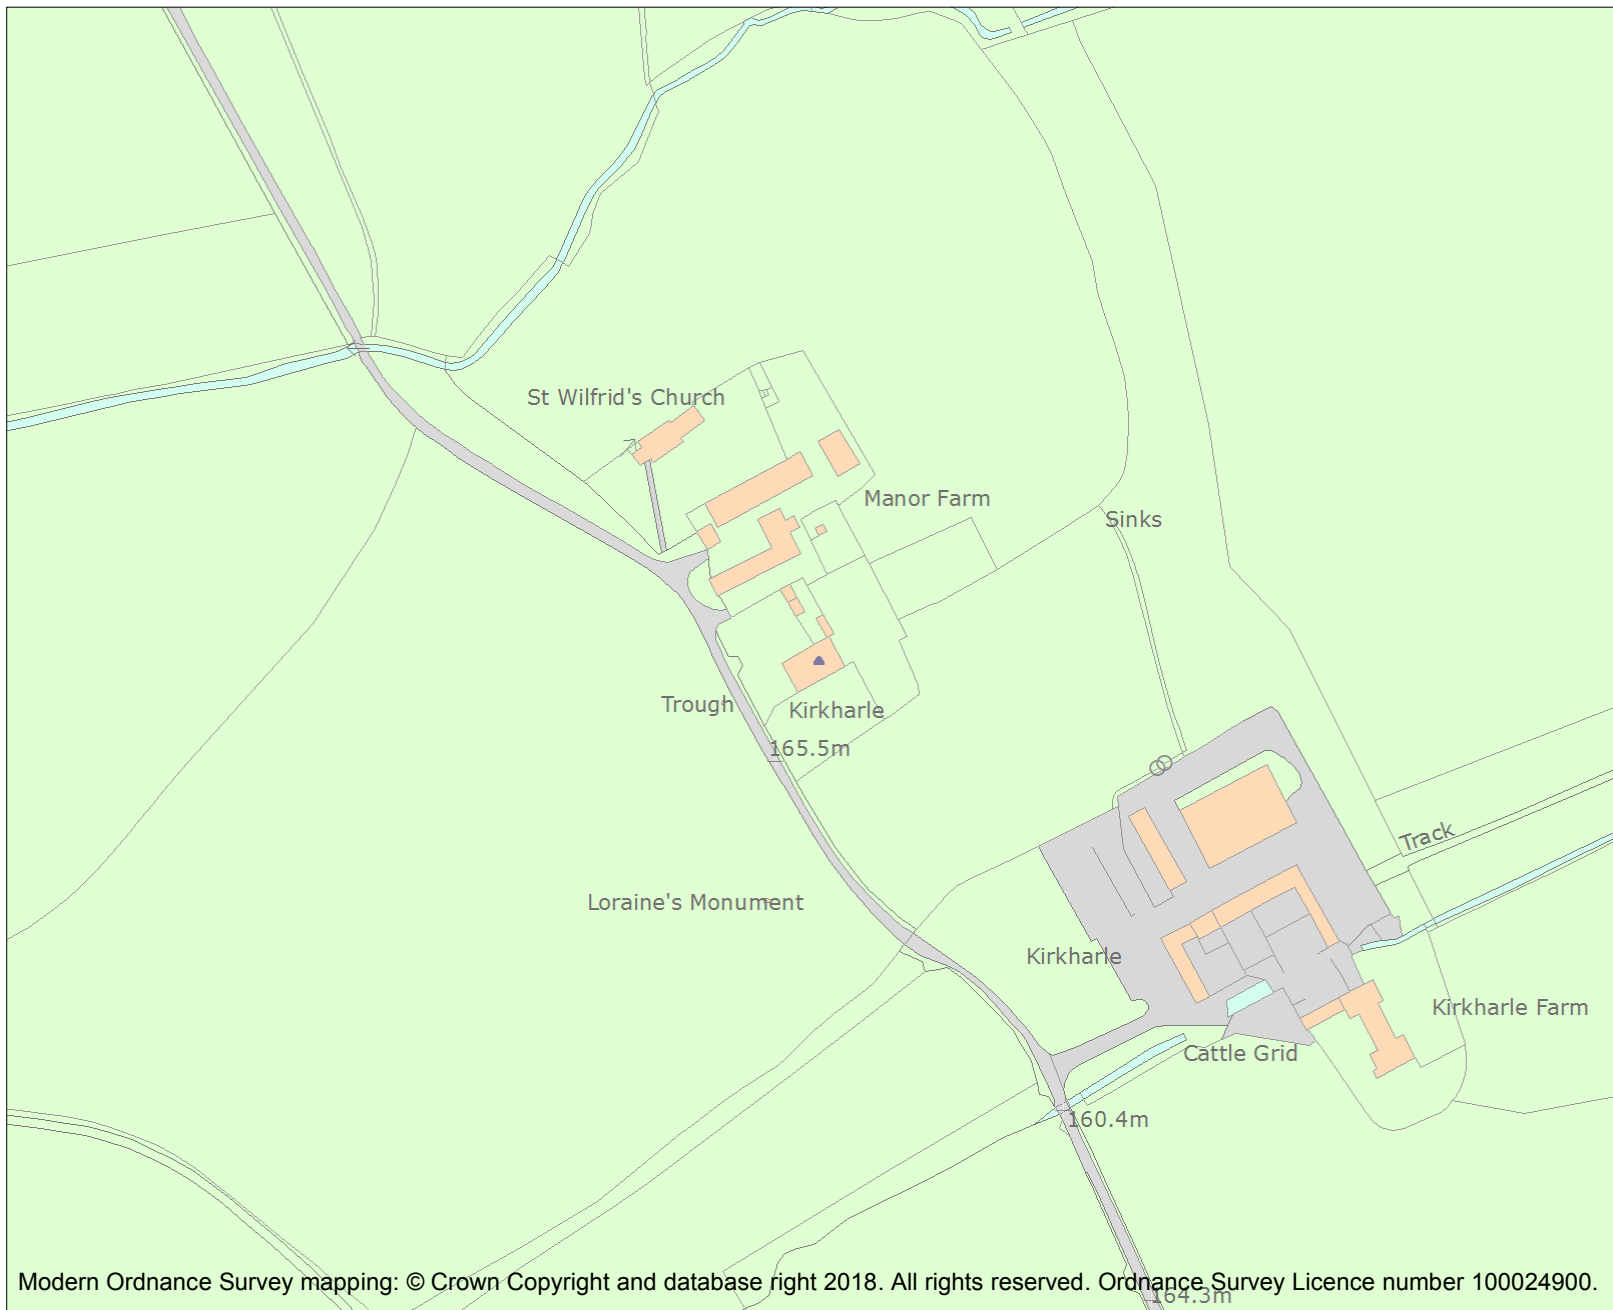 St Wilfrid's Church
Manor Farm
Sinks
Trough
Kirkharle
165.5m
Track
Loraine's Monument
Kirkharle
Kirkharle Farm
Cattle Grid
160.4m
Modern Ordnance Survey mapping: © Crown Copyright and database right 2018. All rights reserved. Ordnance Survey Licence number 100024900.
164.3m